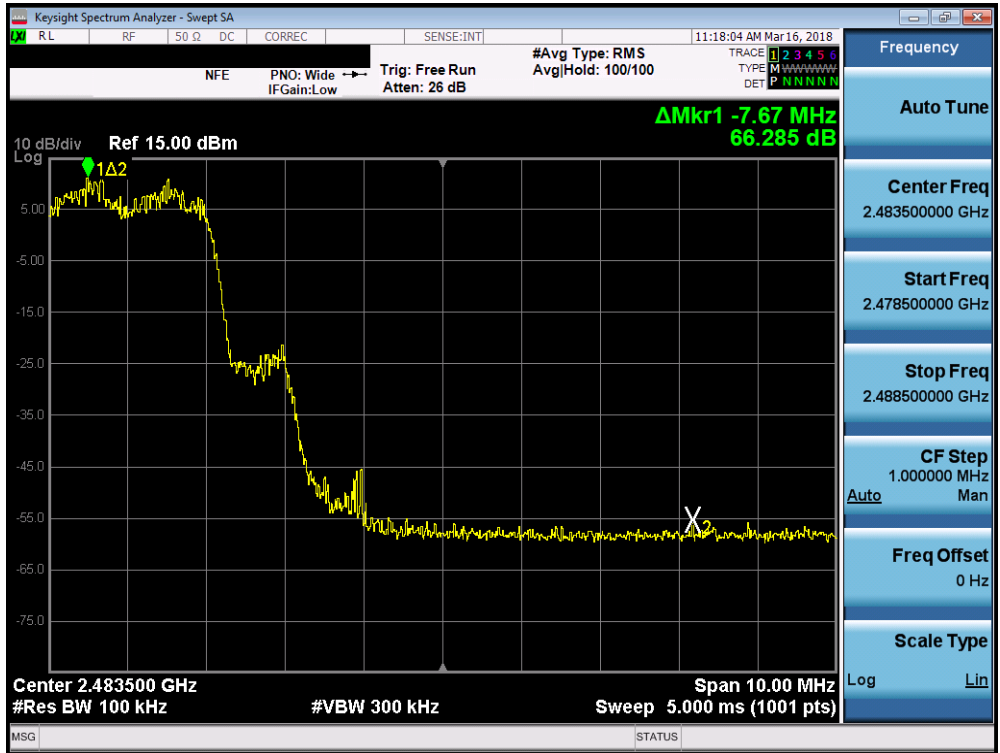 Keysight Spectrum Analyzer - Swept SA
LXI RL RF 50 Ω DC CORREC SENSE:INT 11:18:04 AM Mar 16, 2018
NFE PNO: Wide Trig: Free Run #Avg Type: RMS TRACE 1 2 3 4 5 6
IFGain:Low Atten: 26 dB Avg|Hold: 100/100 TYPE M WWWWW
DET P N N N N N
ΔMkr1 -7.67 MHz
66.285 dB
10 dB/div Ref 15.00 dBm
Log
1Δ2
5.00
-5.00
-15.0
-25.0
-35.0
-45.0
-55.0
2
-65.0
-75.0
Center 2.483500 GHz Span 10.00 MHz
#Res BW 100 kHz #VBW 300 kHz Sweep 5.000 ms (1001 pts)
MSG STATUS
Frequency
Auto Tune
Center Freq
2.483500000 GHz
Start Freq
2.478500000 GHz
Stop Freq
2.488500000 GHz
CF Step
1.000000 MHz
Auto Man
Freq Offset
0 Hz
Scale Type
Log Lin